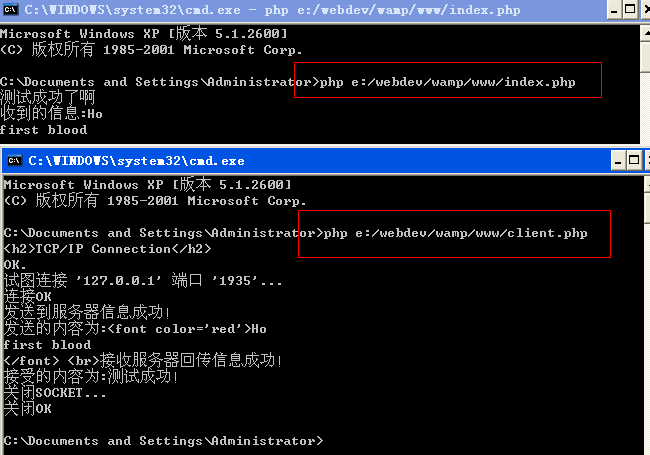 C:\WINDOWS\system32\cmd.exe - php e:/webdev/wamp/www/index.php
Microsoft Windows XP [版本 5.1.2600]
(C) 版权所有 1985-2001 Microsoft Corp.
C:\Documents and Settings\Administrator>php e:/webdev/wamp/www/index.php
测试成功了啊
收到的信息:Ho
first blood
C:\WINDOWS\system32\cmd.exe
Microsoft Windows XP [版本 5.1.2600]
(C) 版权所有 1985-2001 Microsoft Corp.
C:\Documents and Settings\Administrator>php e:/webdev/wamp/www/client.php
<h2>TCP/IP Connection</h2>
OK.
试图连接 '127.0.0.1' 端口 '1935'...
连接OK
发送到服务器信息成功!
发送的内容为:<font color='red'>Ho
first blood
</font> <br>接收服务器回传信息成功!
接受的内容为:测试成功!
关闭SOCKET...
关闭OK
C:\Documents and Settings\Administrator>